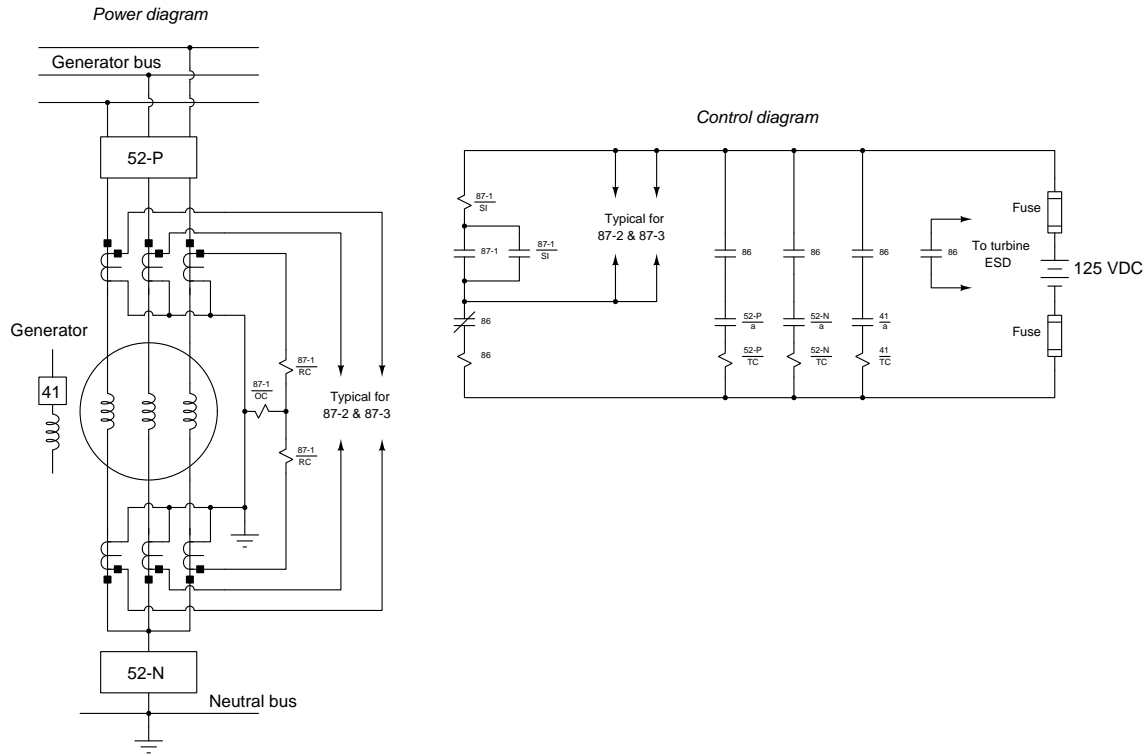 Power diagram
Generator bus
52-P
Generator
41
87-1
RC
87-1
OC
87-1
RC
Typical for
87-2 & 87-3
52-N
Neutral bus
Control diagram
87-1
SI
87-1
87-1
SI
86
86
Typical for
87-2 & 87-3
86
52-P
a
52-P
TC
86
52-N
a
52-N
TC
86
41
a
41
TC
86
To turbine
ESD
Fuse
125 VDC
Fuse